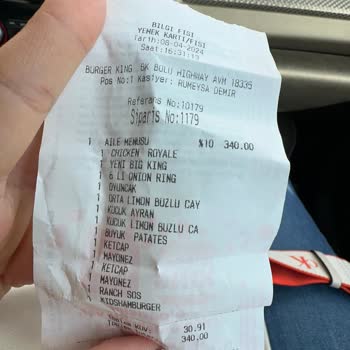 BILGI FISI
YEMEK KARTI/FISI
Tarih:08-04-2024
Saat:16:31:19
BURGER KING BK BOLU HIGHWAY AVM 18335
Pos No:1 Kasiyer: RUMEYSA DEMIR
Referans No:10179
Siparis No:1179
1 AILE MENUSU %10 340.00
1 CHICKEN ROYALE
1 YENI BIG KING
1 6 LI ONION RING
1 OYUNCAK
1 ORTA LIMON BUZLU CAY
1 KUCUK AYRAN
1 KUCUK LIMON BUZLU CA
1 BUYUK PATATES
1 KETCAP
1 MAYONEZ
1 KETCAP
1 MAYONEZ
1 RANCH SOS
1 KIDSHAMBURGER
30.91
340.00